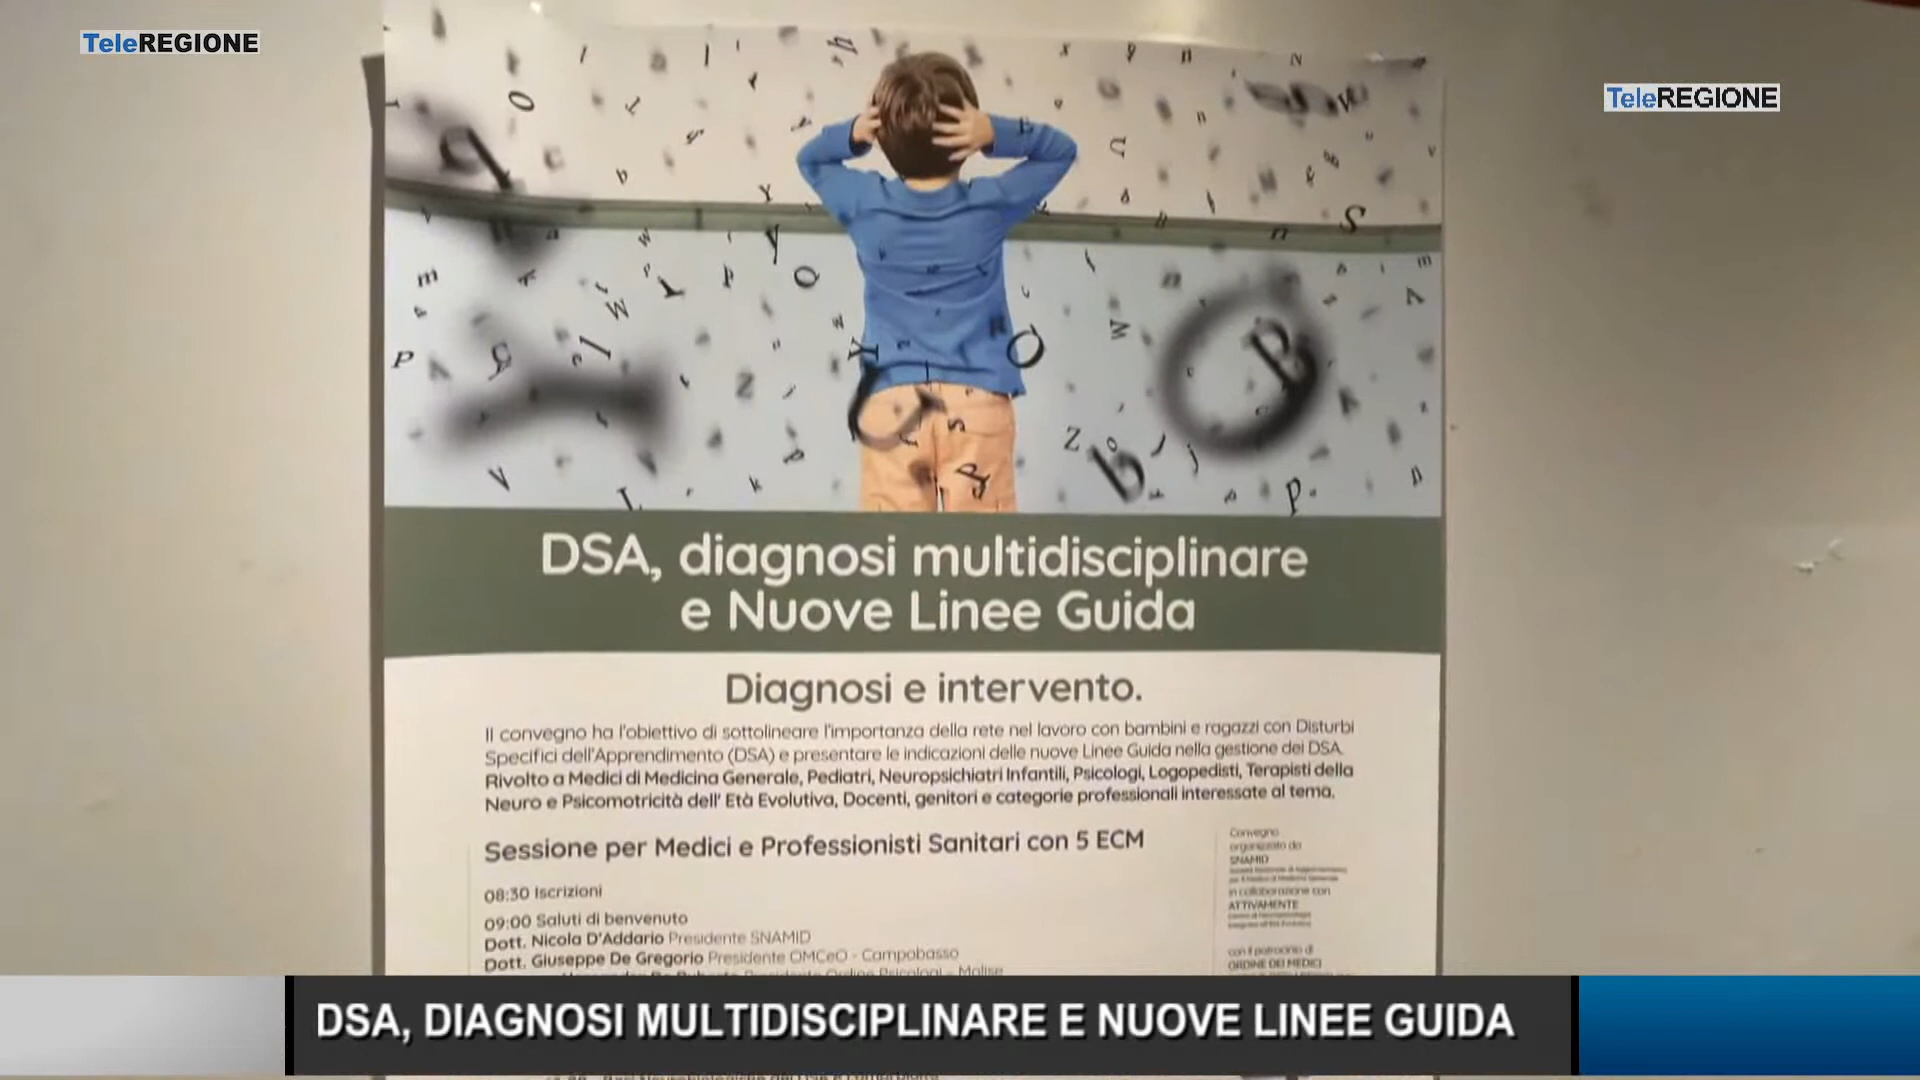 TeleREGIONE
TeleREGIONE
DSA, diagnosi multidisciplinare
e Nuove Linee Guida
Diagnosi e intervento.
Il convegno ha l'obiettivo di sottolineare l'importanza della rete nel lavoro con bambini e ragazzi con Disturbi
Specifici dell'Apprendimento (DSA) e presentare le indicazioni delle nuove Linee Guida nella gestione dei DSA.
Rivolto a Medici di Medicina Generale, Pediatri, Neuropsichiatri Infantili, Psicologi, Logopedisti, Terapisti della
Neuro e Psicomotricità dell' Età Evolutiva, Docenti, genitori e categorie professionali interessate al tema.
Sessione per Medici e Professionisti Sanitari con 5 ECM
08:30 Iscrizioni
09:00 Saluti di benvenuto
Dott. Nicola D'Addario Presidente SNAMID
Dott. Giuseppe De Gregorio Presidente OMCeO - Campobasso
Presidente Ordine Psicologi - Molise
Convegno
organizzato da
SNAMID
in collaborazione con
ATTIVAMENTE
con il patrocinio di
ORDINE DEI MEDICI
DSA, DIAGNOSI MULTIDISCIPLINARE E NUOVE LINEE GUIDA